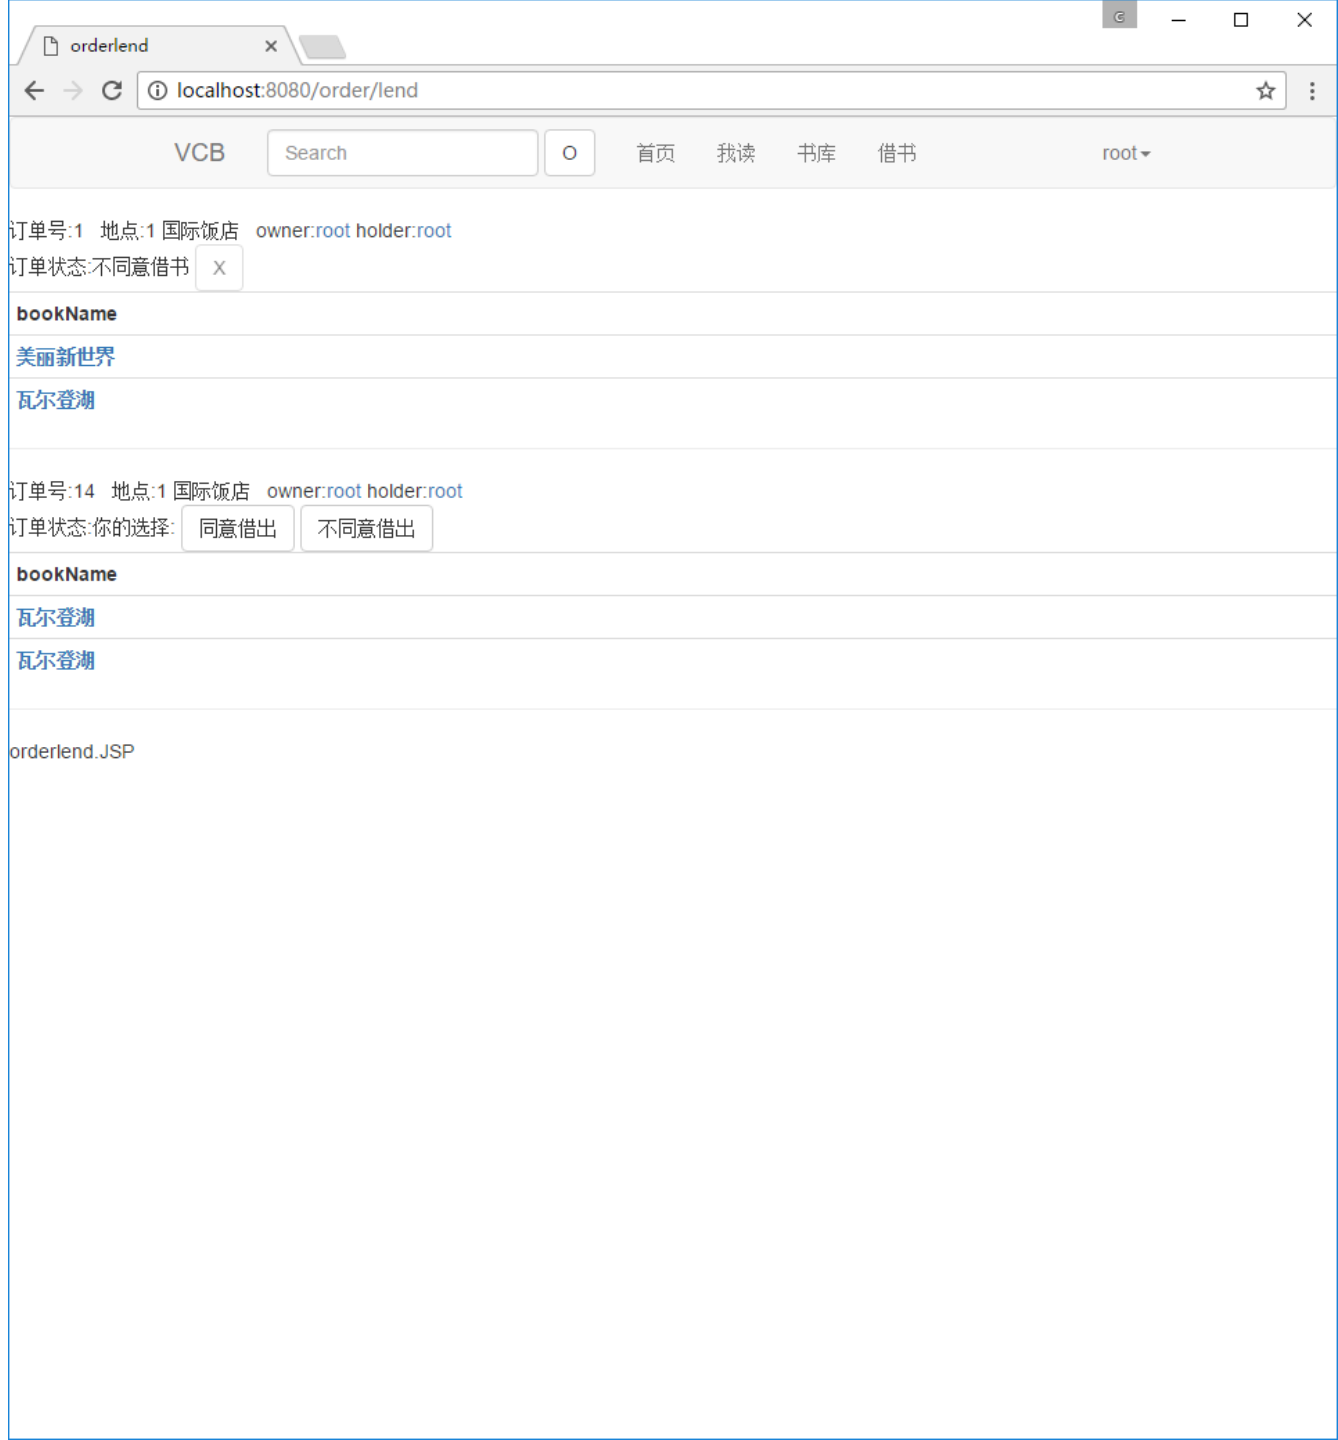 C
orderlend
localhost:8080/order/lend
VCB Search O 首页 我读 书库 借书 root
订单号:1 地点:1 国际饭店 owner:root holder:root
订单状态:不同意借书 X
bookName
美丽新世界
瓦尔登湖
订单号:14 地点:1 国际饭店 owner:root holder:root
订单状态:你的选择: 同意借出 不同意借出
bookName
瓦尔登湖
瓦尔登湖
orderlend.JSP